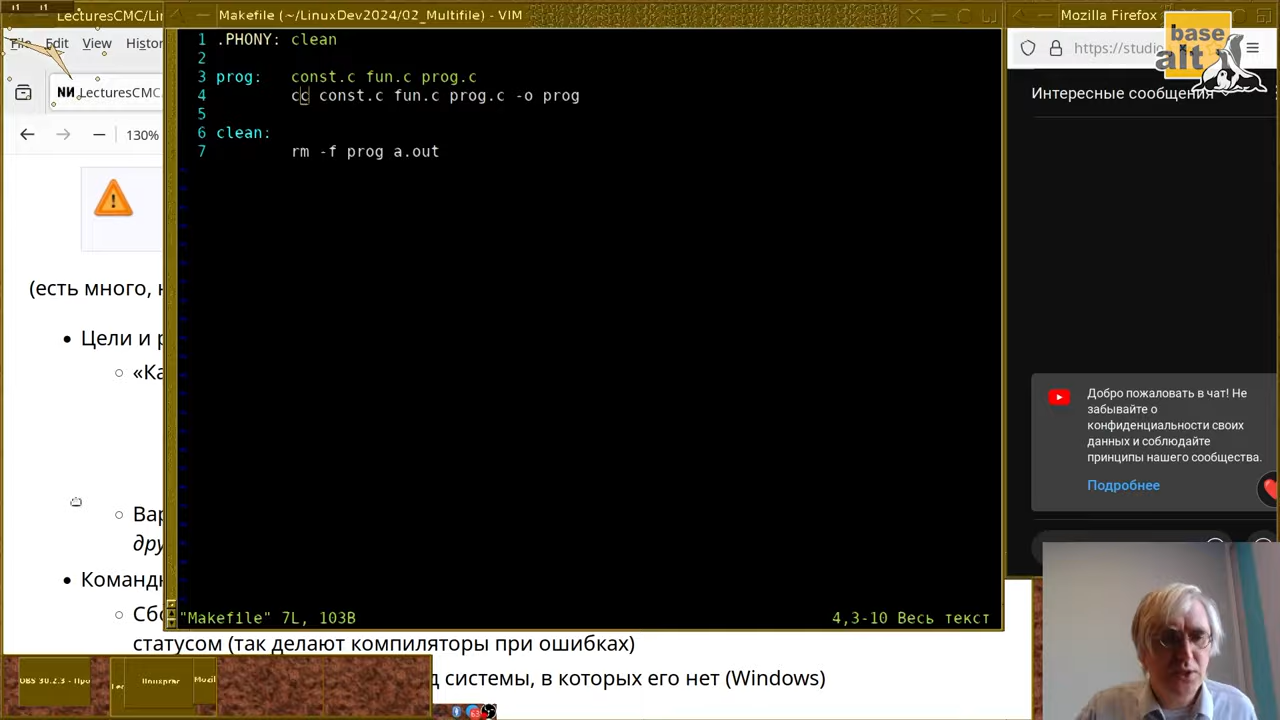 LecturesCMC/Li
Makefile (~/LinuxDev2024/02_Multifile) - VIM
Mozilla Firefox
File Edit View Histor
https://studio
base
alt
LecturesCMC/
130%
Интересные сообщения
1 .PHONY: clean
2
3 prog: const.c fun.c prog.c
4 cc const.c fun.c prog.c -o prog
5
6 clean:
7 rm -f prog a.out
(есть много, н
Цели и р
«Ка
Вар
дру
Команд
Сбо
статусом (так делают компиляторы при ошибках)
д системы, в которых его нет (Windows)
Добро пожаловать в чат! Не
забывайте о
конфиденциальности своих
данных и соблюдайте
принципы нашего сообщества.
Подробнее
"Makefile" 7L, 103B 4,3-10 Весь текст
OBS 30.2.3 - Про
linuxprac
Mozil